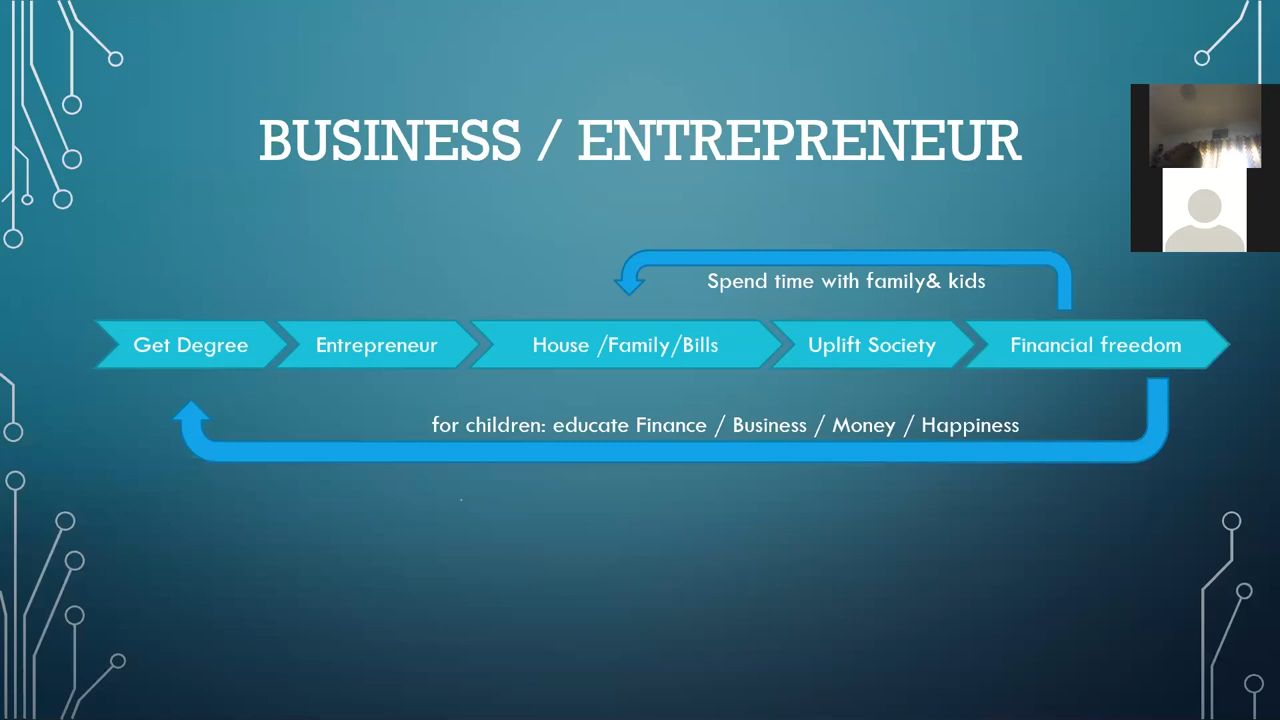 BUSINESS / ENTREPRENEUR
Spend time with family& kids
Get Degree
Entrepreneur
House /Family/Bills
Uplift Society
Financial freedom
for children: educate Finance / Business / Money / Happiness